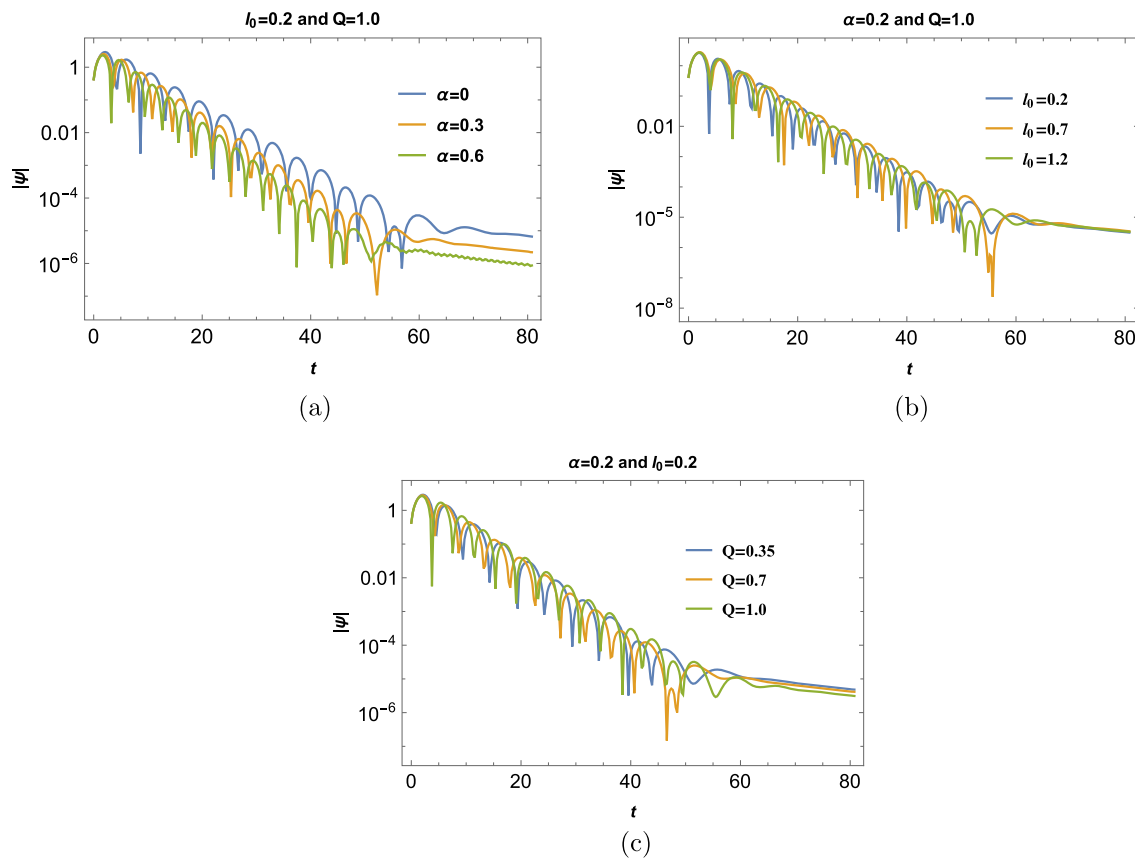 l₀=0.2 and Q=1.0
1
0.01
10⁻⁴
10⁻⁶
|ψ|
α=0
α=0.3
α=0.6
0 20 40 60 80
t
(a)
α=0.2 and Q=1.0
0.01
10⁻⁵
10⁻⁸
|ψ|
l₀=0.2
l₀=0.7
l₀=1.2
0 20 40 60 80
t
(b)
α=0.2 and l₀=0.2
1
0.01
10⁻⁴
10⁻⁶
|ψ|
Q=0.35
Q=0.7
Q=1.0
0 20 40 60 80
t
(c)